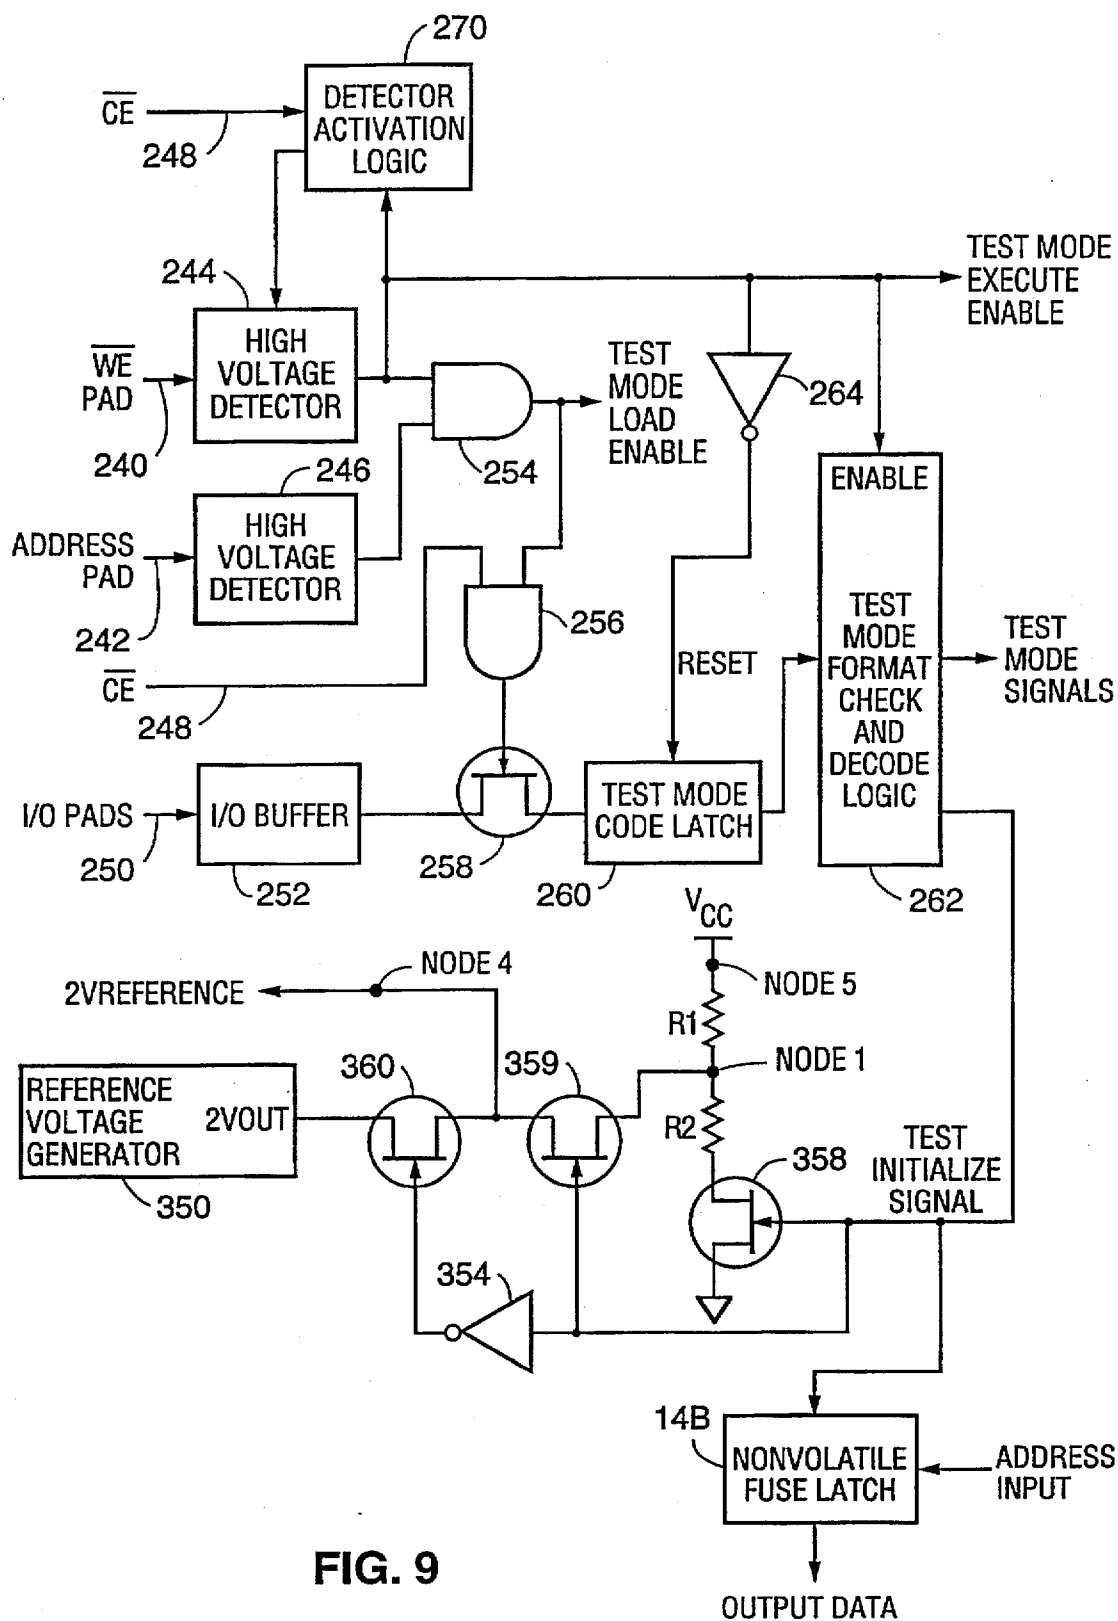 270
CE
248
DETECTOR
ACTIVATION
LOGIC
244
WE
PAD
240
HIGH
VOLTAGE
DETECTOR
TEST MODE
EXECUTE
ENABLE
TEST
MODE
LOAD
ENABLE
264
254
246
ADDRESS
PAD
242
HIGH
VOLTAGE
DETECTOR
ENABLE
256
CE
248
RESET
TEST
MODE
FORMAT
CHECK
AND
DECODE
LOGIC
TEST
MODE
SIGNALS
I/O PADS
250
I/O BUFFER
252
258
TEST MODE
CODE LATCH
260
262
VCC
NODE 4
NODE 5
2VREFERENCE
R1
NODE 1
360
359
REFERENCE
VOLTAGE
GENERATOR
2VOUT
350
R2
358
TEST
INITIALIZE
SIGNAL
354
14B
NONVOLATILE
FUSE LATCH
ADDRESS
INPUT
FIG. 9
OUTPUT DATA